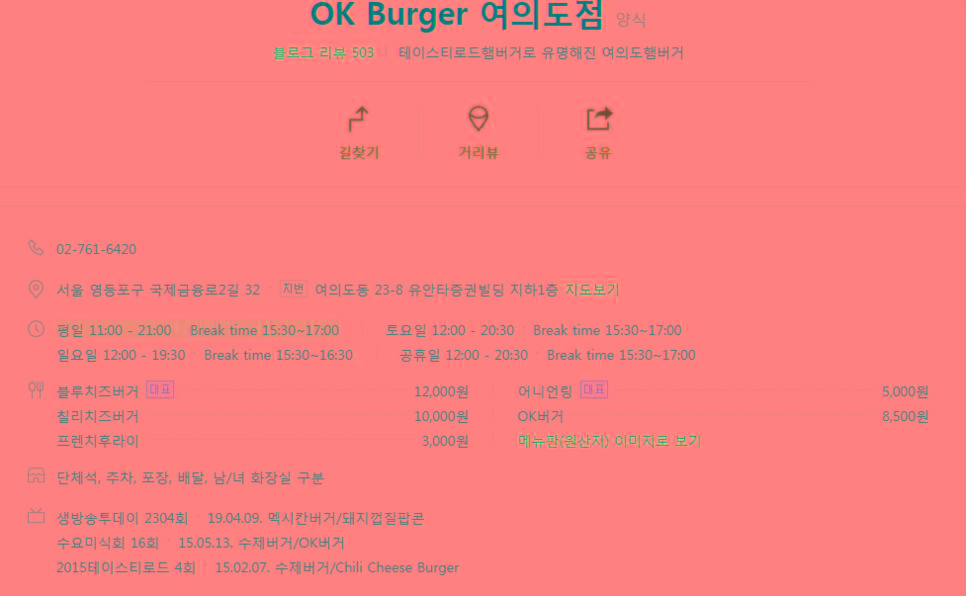 OK Burger 여의도점 양식
블로그 리뷰 503 테이스티로드햄버거로 유명해진 여의도햄버거
길찾기 거리뷰 공유
02-761-6420
서울 영등포구 국제금융로2길 32 지번 여의도동 23-8 유안타증권빌딩 지하1층 지도보기
평일 11:00 - 21:00 Break time 15:30~17:00 토요일 12:00 - 20:30 Break time 15:30~17:00
일요일 12:00 - 19:30 Break time 15:30~16:30 공휴일 12:00 - 20:30 Break time 15:30~17:00
블루치즈버거 대표 12,000원 어니언링 대표 5,000원
칠리치즈버거 10,000원 OK버거 8,500원
프렌치후라이 3,000원 메뉴판(원산지) 이미지로 보기
단체석, 주차, 포장, 배달, 남/녀 화장실 구분
생방송투데이 2304회 19.04.09. 멕시칸버거/돼지껍질팝콘
수요미식회 16회 15.05.13. 수제버거/OK버거
2015테이스티로드 4회 15.02.07. 수제버거/Chili Cheese Burger